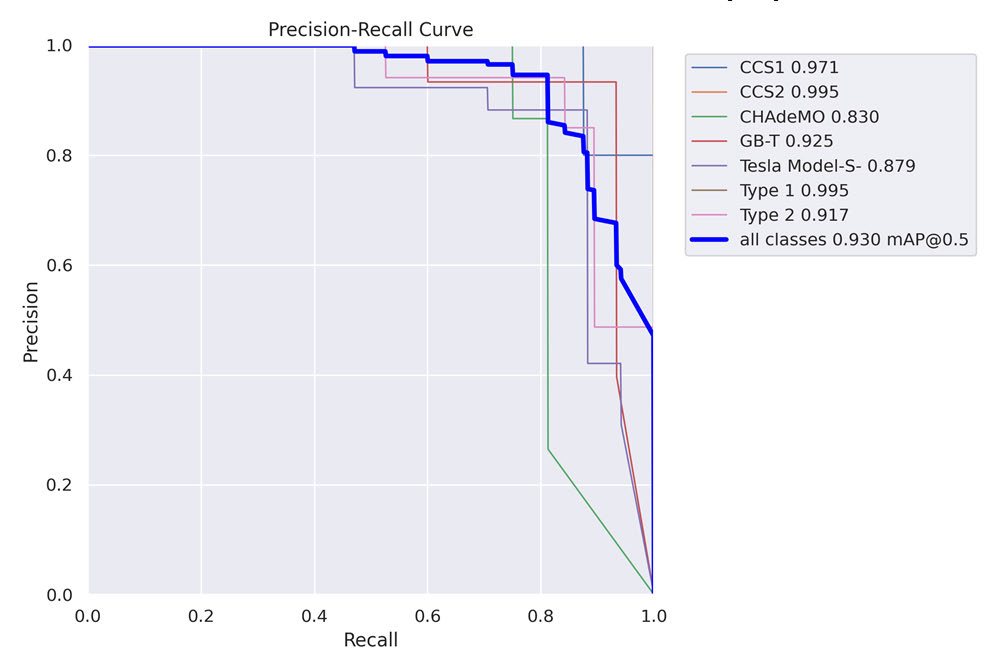 Precision-Recall Curve
1.0
0.8
0.6
0.4
0.2
0.0
Precision
0.0 0.2 0.4 0.6 0.8 1.0
Recall
CCS1 0.971
CCS2 0.995
CHAdeMO 0.830
GB-T 0.925
Tesla Model-S- 0.879
Type 1 0.995
Type 2 0.917
all classes 0.930 mAP@0.5